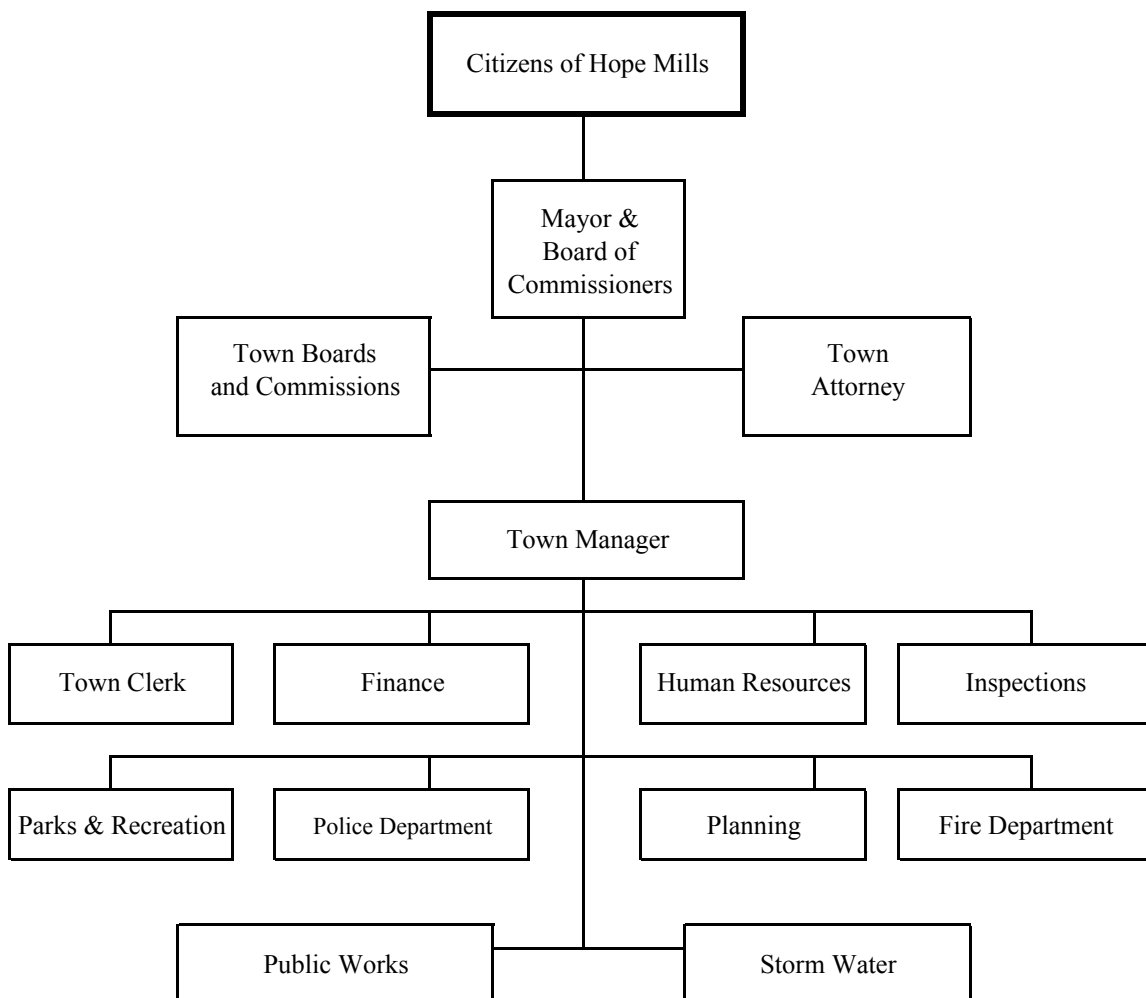 Citizens of Hope Mills
Mayor &
Board of
Commissioners
Town Boards
and Commissions
Town
Attorney
Town Manager
Town Clerk
Finance
Human Resources
Inspections
Parks & Recreation
Police Department
Planning
Fire Department
Public Works
Storm Water